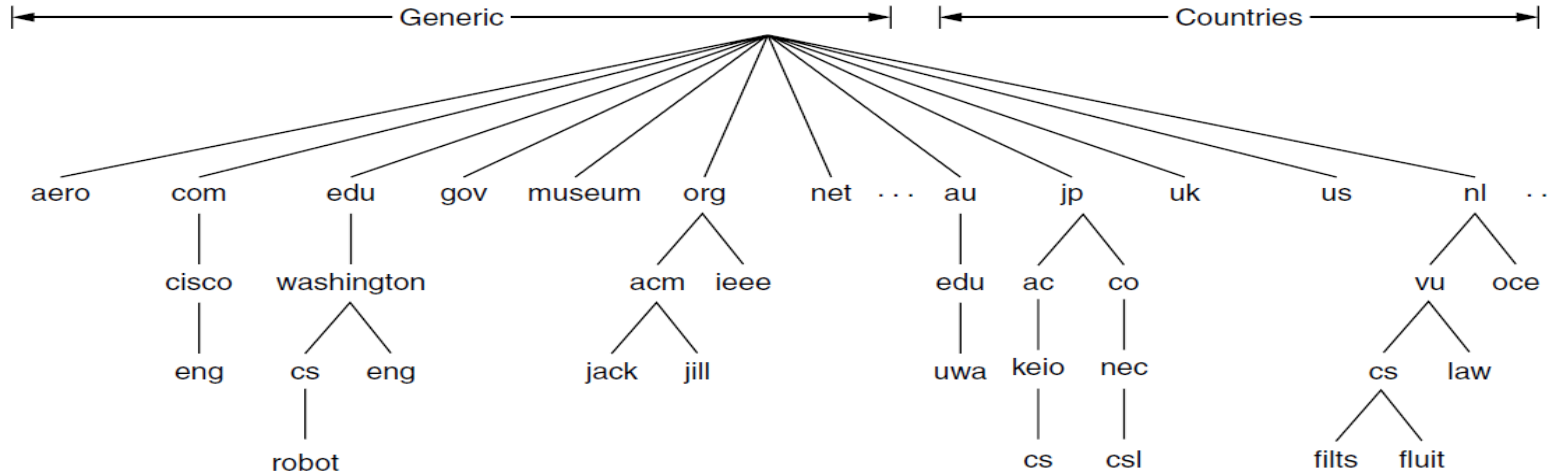 Generic Countries
aero com edu gov museum org net ... au jp uk us nl ..
cisco washington acm ieee edu ac co vu oce
eng cs eng jack jill uwa keio nec cs law
robot cs csl filts fluit